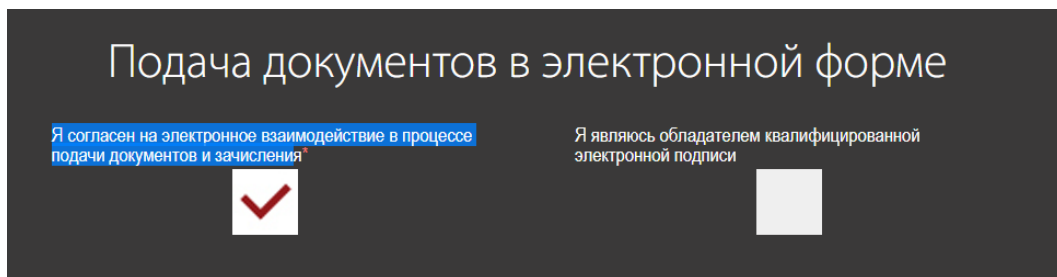 Подача документов в электронной форме
Я согласен на электронное взаимодействие в процессе
подачи документов и зачисления*
Я являюсь обладателем квалифицированной
электронной подписи